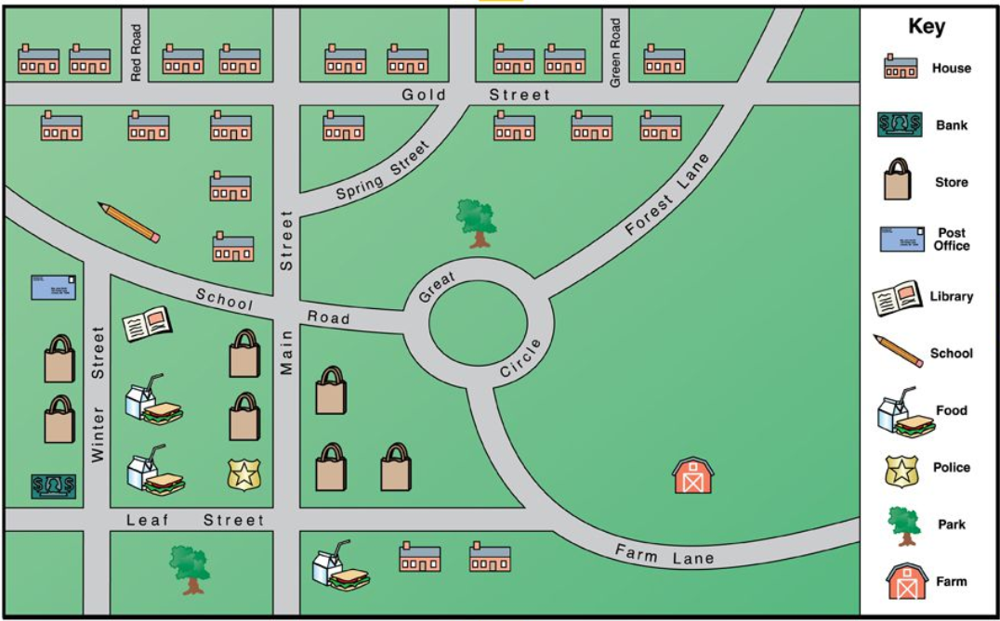 Red Road
Green Road
Gold Street
Spring Street
Forest Lane
Main Street
School Road
Great Circle
Winter Street
Leaf Street
Farm Lane
Key
House
Bank
Store
Post
Office
Library
School
Food
Police
Park
Farm